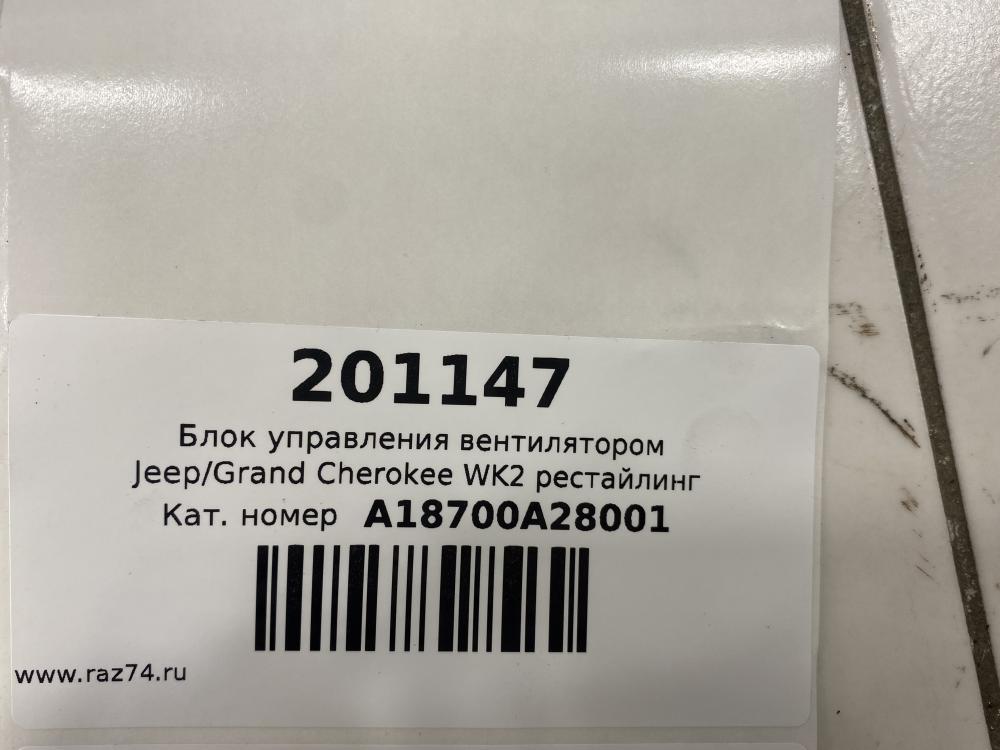 201147
Блок управления вентилятором
Jeep/Grand Cherokee WK2 рестайлинг
Кат. номер A18700A28001
www.raz74.ru